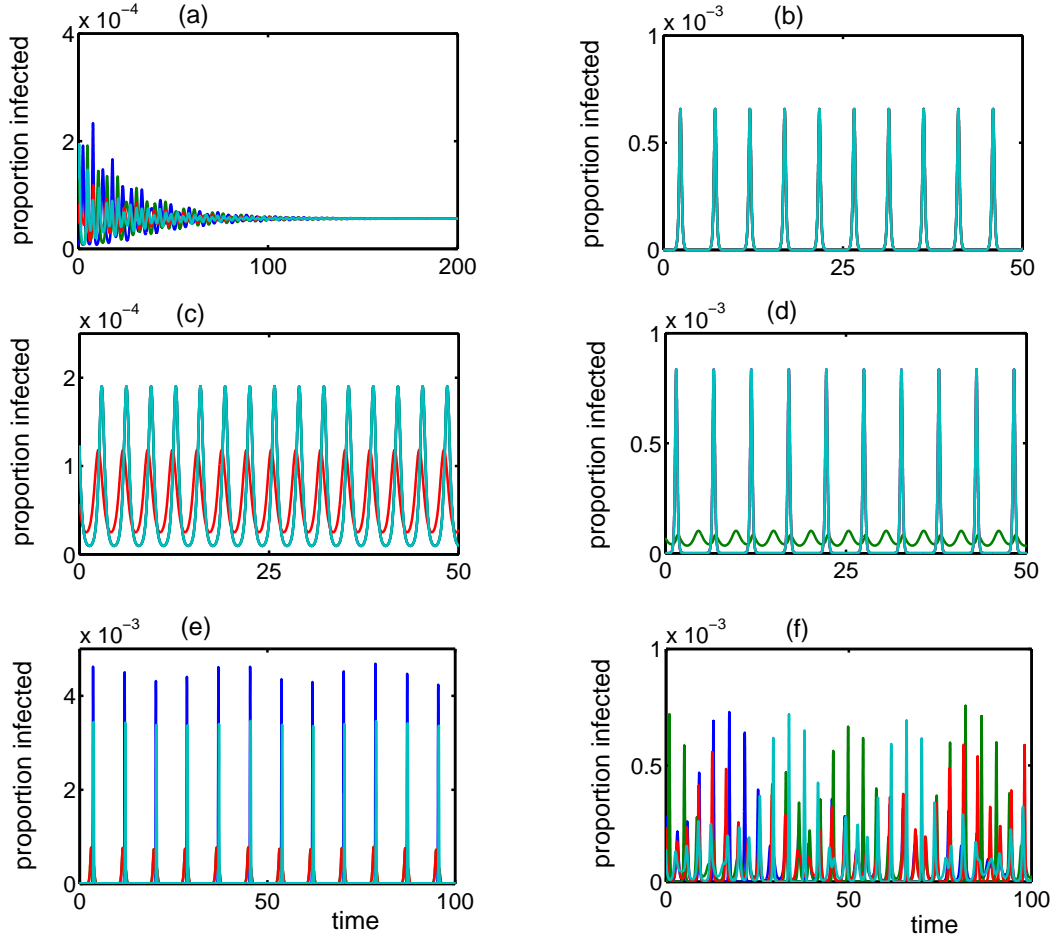 (a)
x 10−4
proportion infected
4
2
0
0 100 200
(b)
x 10−3
proportion infected
1
0.5
0
0 25 50
(c)
x 10−4
proportion infected
2
1
0
0 25 50
(d)
x 10−3
proportion infected
1
0.5
0
0 25 50
(e)
x 10−3
proportion infected
4
2
0
0 50 100
time
(f)
x 10−3
proportion infected
1
0.5
0
0 50 100
time